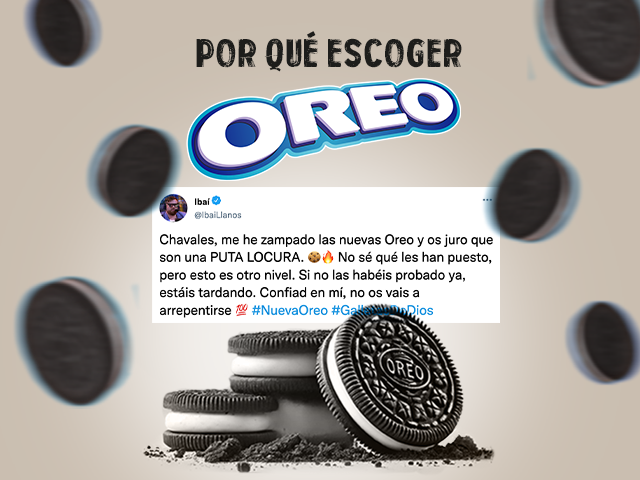 POR QUÉ ESCOGER
OREO
Ibai
@IbaiLlanos
Chavales, me he zampado las nuevas Oreo y os juro que
son una PUTA LOCURA. 🍪🔥 No sé qué les han puesto,
pero esto es otro nivel. Si no las habéis probado ya,
estáis tardando. Confiad en mí, no os vais a
arrepentirse 💯 #NuevaOreo
OREO